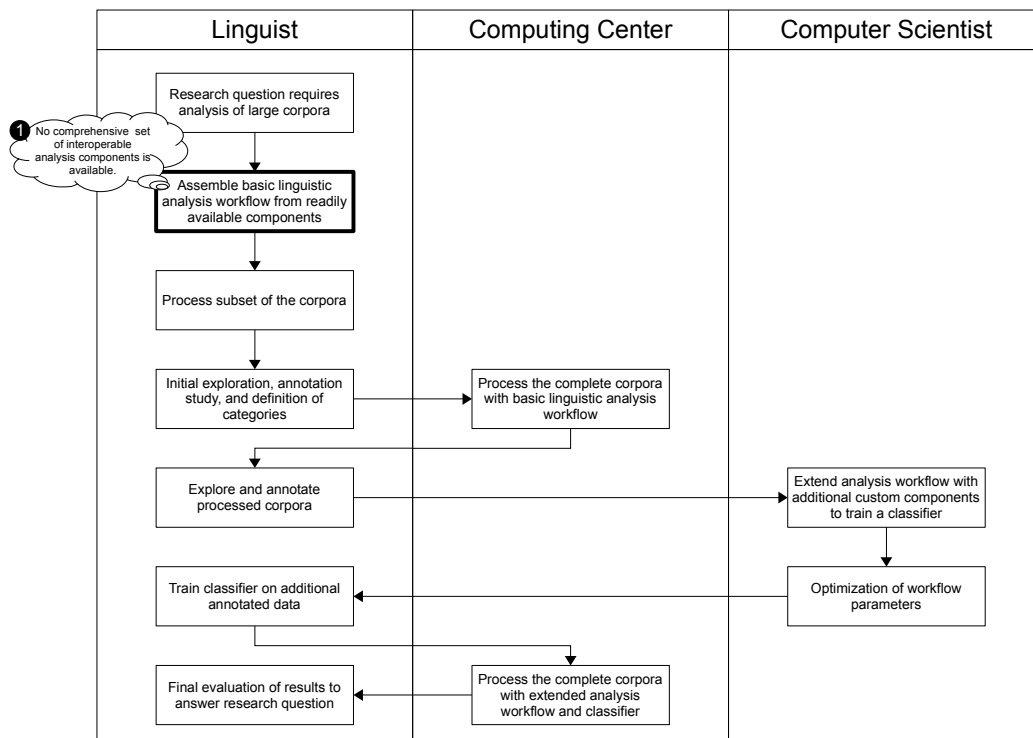 Linguist
Computing Center
Computer Scientist
Research question requires
analysis of large corpora
1
No comprehensive set
of interoperable
analysis components is
available.
Assemble basic linguistic
analysis workflow from readily
available components
Process subset of the corpora
Initial exploration, annotation
study, and definition of
categories
Process the complete corpora
with basic linguistic analysis
workflow
Explore and annotate
processed corpora
Extend analysis workflow with
additional custom components
to train a classifier
Train classifier on additional
annotated data
Optimization of workflow
parameters
Final evaluation of results to
answer research question
Process the complete corpora
with extended analysis
workflow and classifier